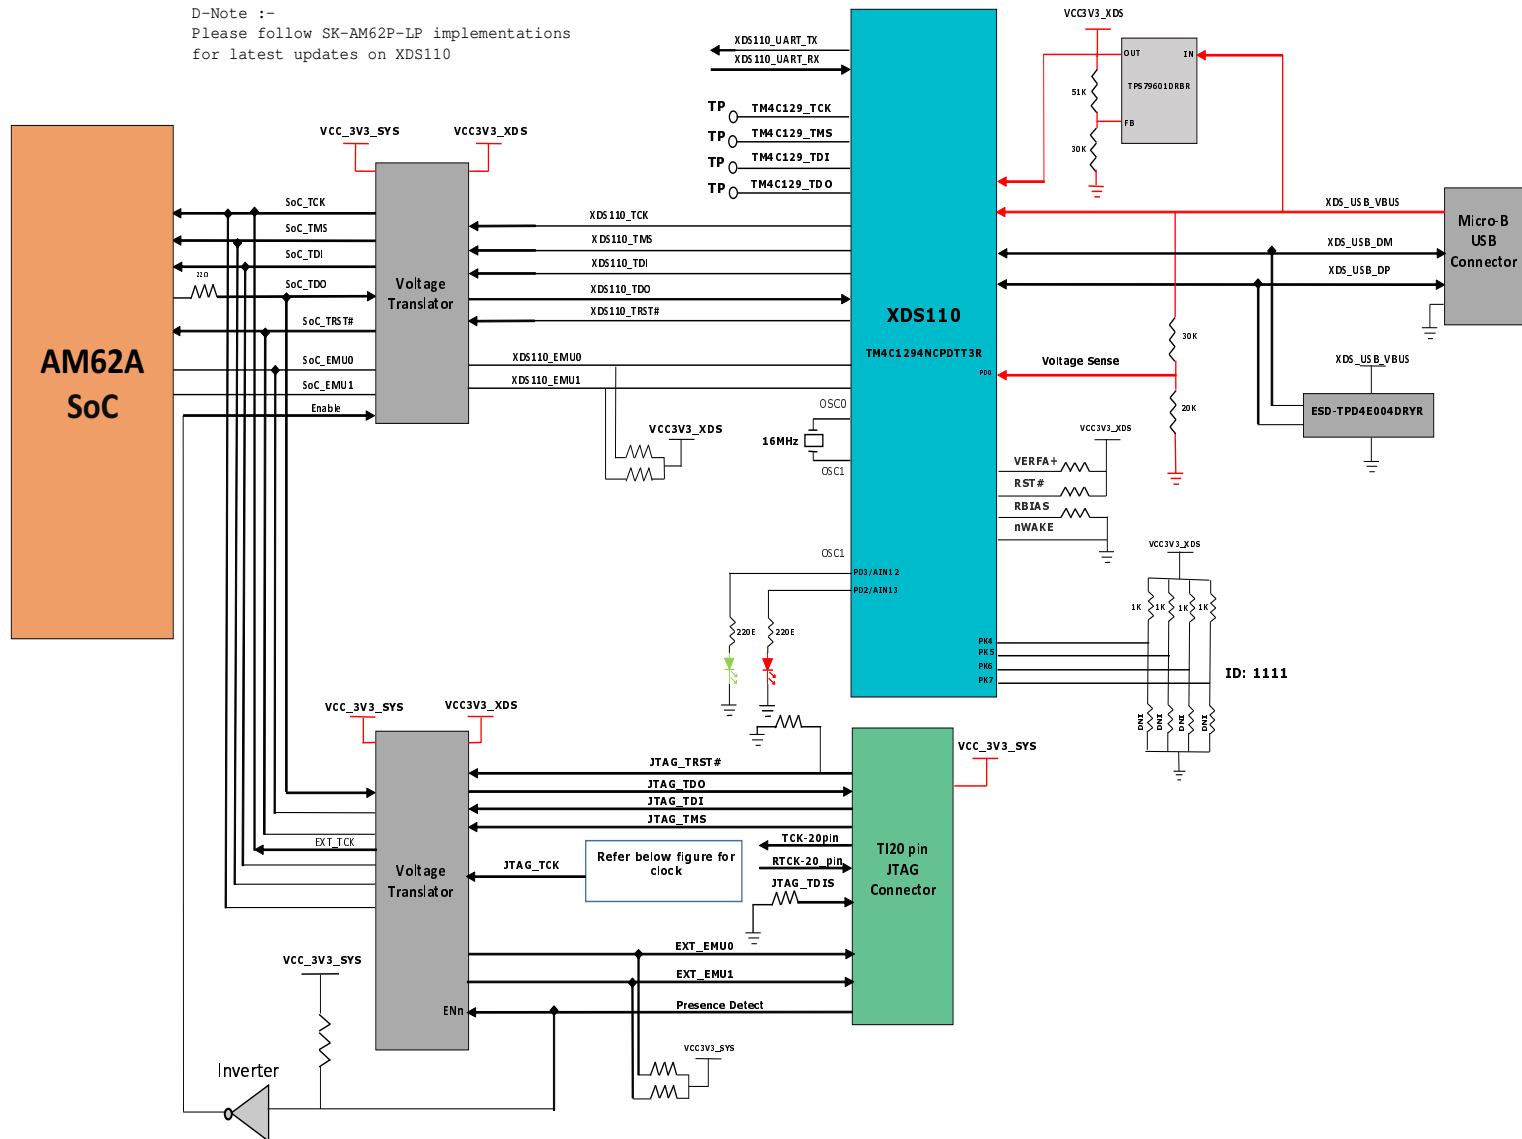 D-Note :-
Please follow SK-AM62P-LP implementations
for latest updates on XDS110
AM62A
SoC
VCC_3V3_SYS
VCC3V3_XDS
SoC_TCK
SoC_TMS
SoC_TDI
22Ω
SoC_TDO
SoC_TRST#
SoC_EMU0
SoC_EMU1
Enable
Voltage
Translator
XDS110_UART_TX
XDS110_UART_RX
TP TM4C129_TCK
TP TM4C129_TMS
TP TM4C129_TDI
TP TM4C129_TDO
XDS110_TCK
XDS110_TMS
XDS110_TDI
XDS110_TDO
XDS110_TRST#
XDS110_EMU0
XDS110_EMU1
VCC3V3_XDS
OSC0
16MHz
OSC1
OSC1
XDS110
TM4C1294NCPDTT3R
PD0
PD3/AIN12
PD2/AIN13
PK4
PK5
PK6
PK7
220E
220E
VCC3V3_XDS
OUT
IN
TPS79601DRBR
FB
51K
30K
XDS_USB_VBUS
XDS_USB_DM
XDS_USB_DP
Micro-B
USB
Connector
30K
Voltage Sense
20K
XDS_USB_VBUS
ESD-TPD4E004DRYR
VCC3V3_XDS
VERFA+
RST#
RBIAS
nWAKE
VCC3V3_XDS
1K
1K
1K
1K
ID: 1111
DNI
DNI
DNI
DNI
VCC_3V3_SYS
VCC3V3_XDS
EXT_TCK
Voltage
Translator
ENn
JTAG_TRST#
JTAG_TDO
JTAG_TDI
JTAG_TMS
JTAG_TCK
Refer below figure for
clock
TCK-20pin
RTCK-20_pin
JTAG_TDIS
TI20 pin
JTAG
Connector
VCC_3V3_SYS
EXT_EMU0
EXT_EMU1
Presence Detect
VCC3V3_SYS
VCC_3V3_SYS
Inverter